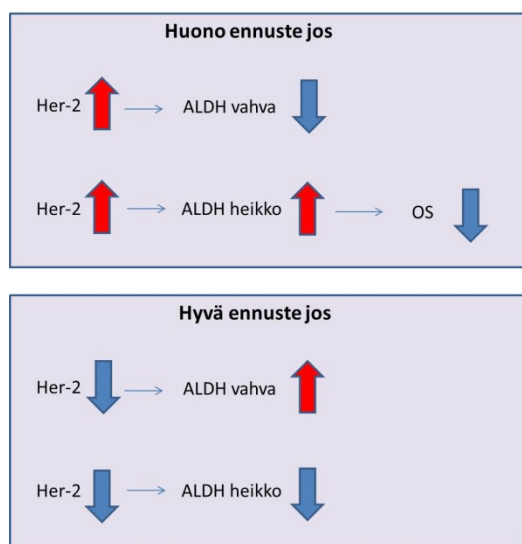 Huono ennuste jos
Her-2 ALDH vahva
Her-2 ALDH heikko OS
Hyvä ennuste jos
Her-2 ALDH vahva
Her-2 ALDH heikko